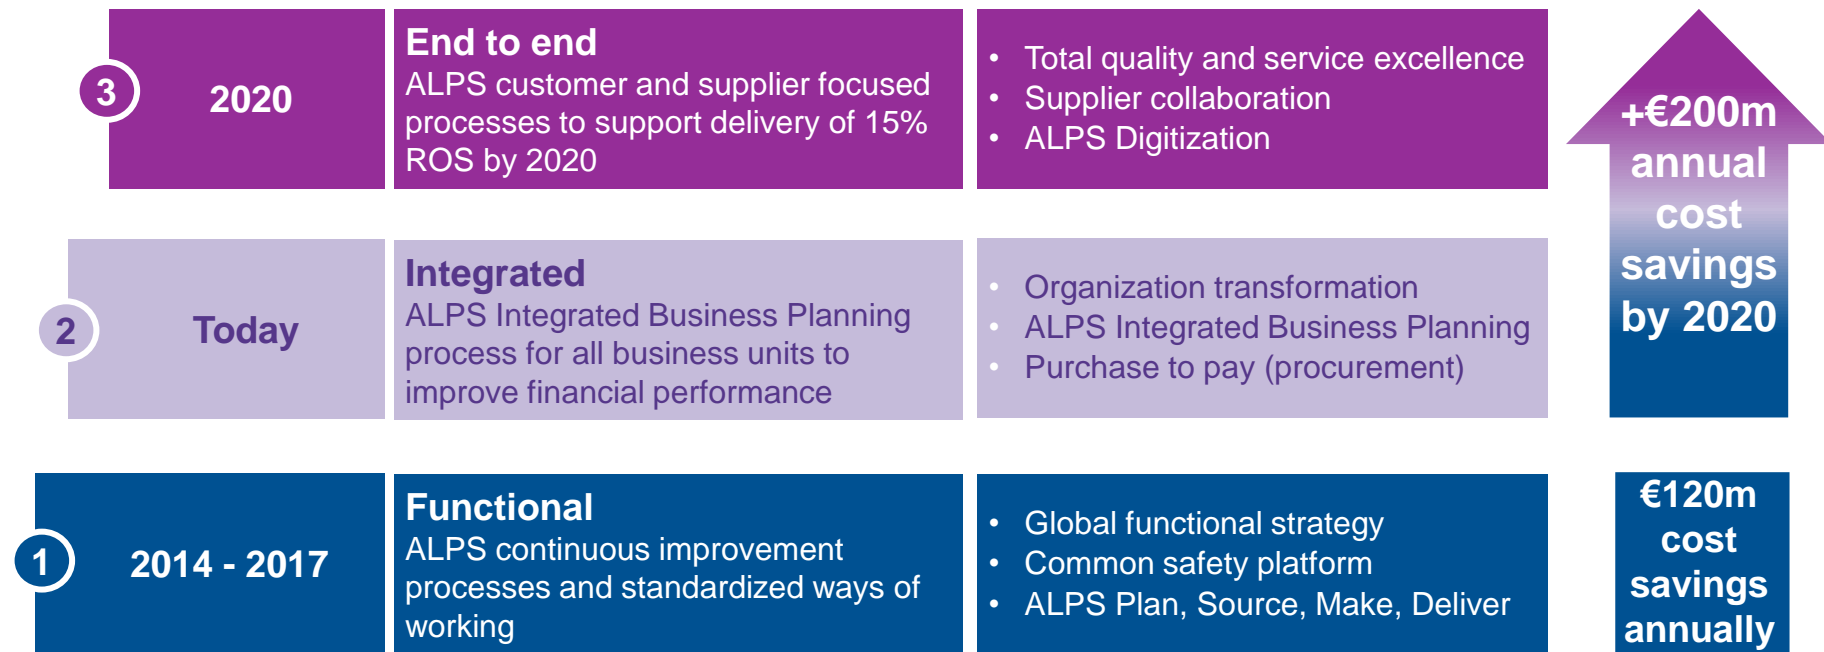 3
2020
End to end
ALPS customer and supplier focused
processes to support delivery of 15%
ROS by 2020
• Total quality and service excellence
• Supplier collaboration
• ALPS Digitization
+€200m
annual
cost
savings
by 2020
2
Today
Integrated
ALPS Integrated Business Planning
process for all business units to
improve financial performance
• Organization transformation
• ALPS Integrated Business Planning
• Purchase to pay (procurement)
1
2014 - 2017
Functional
ALPS continuous improvement
processes and standardized ways of
working
• Global functional strategy
• Common safety platform
• ALPS Plan, Source, Make, Deliver
€120m
cost
savings
annually